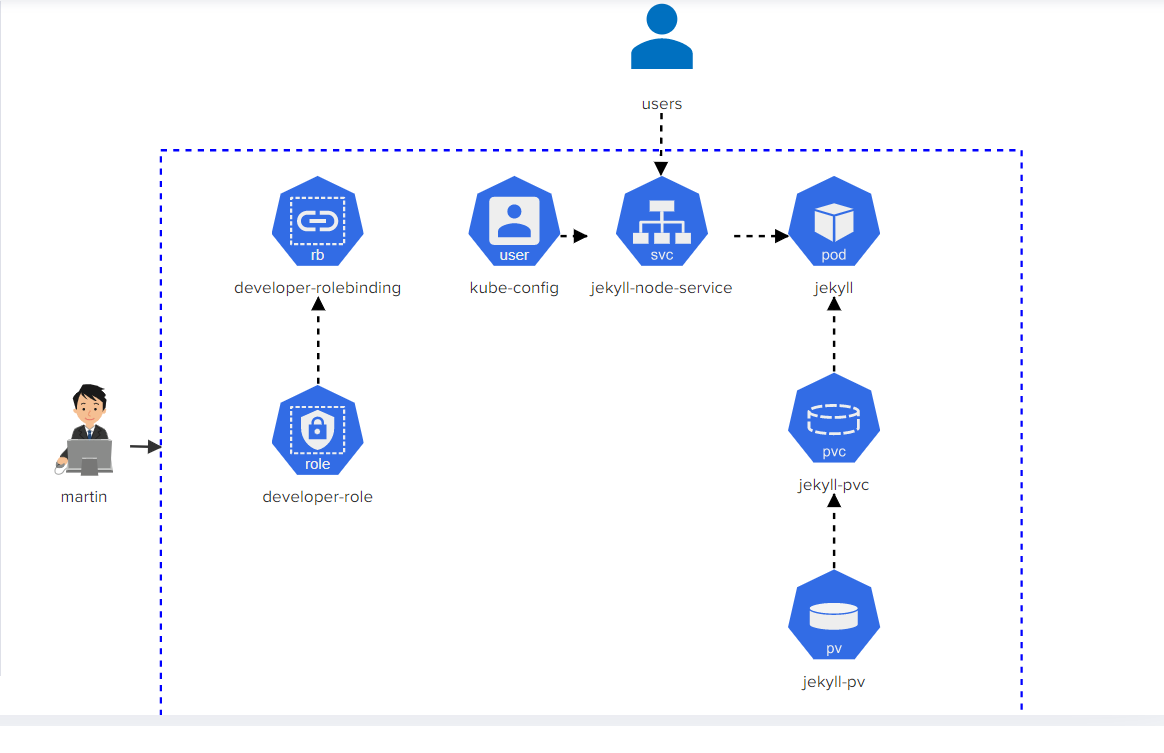 users
rb
user
svc
pod
developer-rolebinding
kube-config
jekyll-node-service
jekyll
role
pvc
developer-role
martin
jekyll-pvc
pv
jekyll-pv